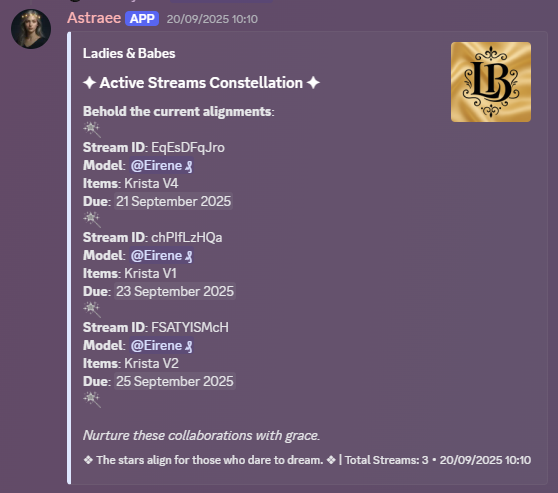 Astraee APP 20/09/2025 10:10
Ladies & Babes
LB
✦ Active Streams Constellation ✦
Behold the current alignments:
Stream ID: EqEsDFqJro
Model: @Eirene
Items: Krista V4
Due: 21 September 2025
Stream ID: chPIfLzHQa
Model: @Eirene
Items: Krista V1
Due: 23 September 2025
Stream ID: FSATYISMcH
Model: @Eirene
Items: Krista V2
Due: 25 September 2025
Nurture these collaborations with grace.
❖ The stars align for those who dare to dream. ❖ | Total Streams: 3 • 20/09/2025 10:10